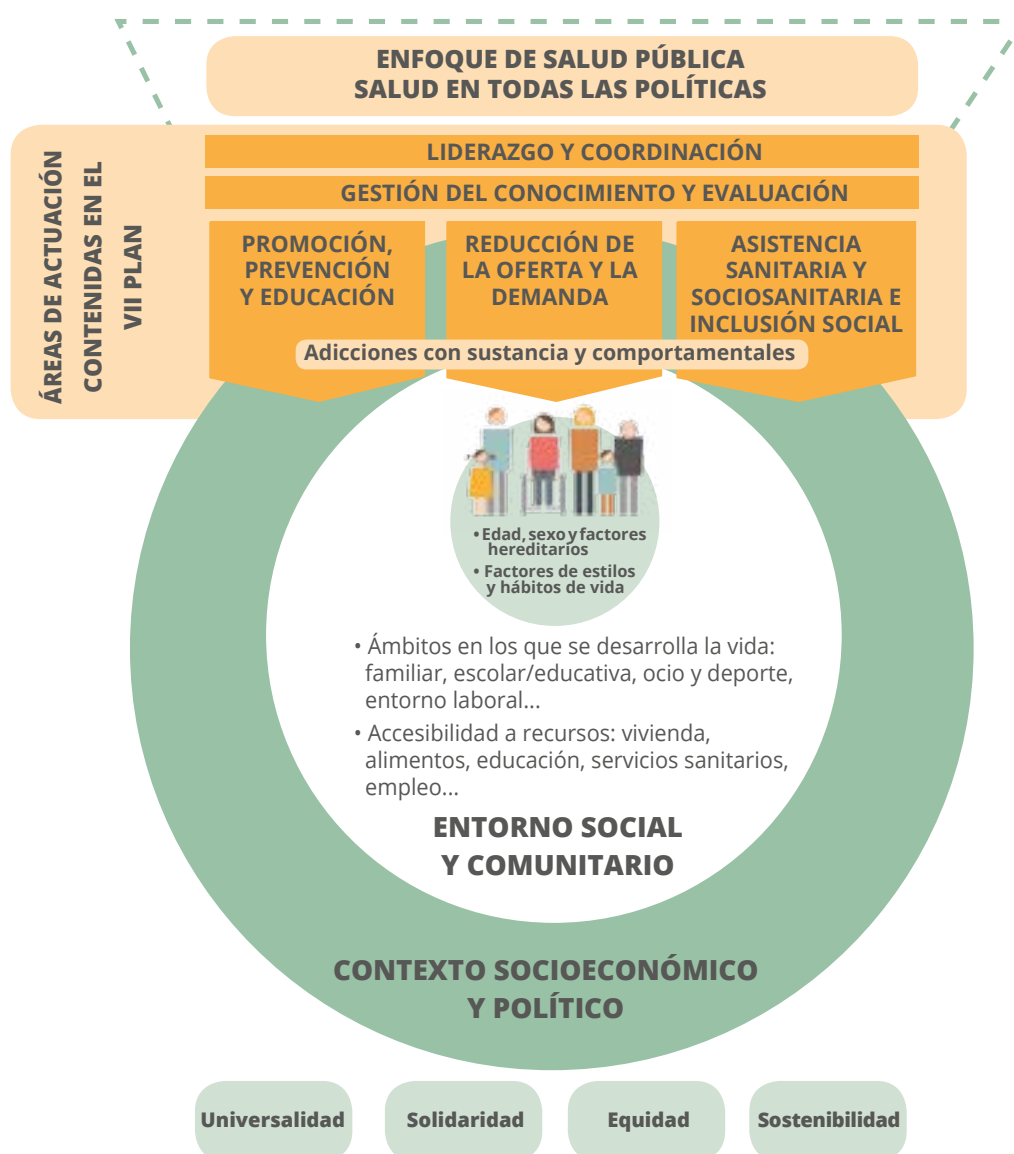 ENFOQUE DE SALUD PÚBLICA
SALUD EN TODAS LAS POLÍTICAS
ÁREAS DE ACTUACIÓN
CONTENIDAS EN EL
VII PLAN
LIDERAZGO Y COORDINACIÓN
GESTIÓN DEL CONOCIMIENTO Y EVALUACIÓN
PROMOCIÓN,
PREVENCIÓN
Y EDUCACIÓN
REDUCCIÓN DE
LA OFERTA Y LA
DEMANDA
ASISTENCIA
SANITARIA Y
SOCIOSANITARIA E
INCLUSIÓN SOCIAL
Adicciones con sustancia y comportamentales
• Edad, sexo y factores
hereditarios
• Factores de estilos
y hábitos de vida
• Ámbitos en los que se desarrolla la vida:
familiar, escolar/educativa, ocio y deporte,
entorno laboral...
• Accesibilidad a recursos: vivienda,
alimentos, educación, servicios sanitarios,
empleo...
ENTORNO SOCIAL
Y COMUNITARIO
CONTEXTO SOCIOECONÓMICO
Y POLÍTICO
Universalidad
Solidaridad
Equidad
Sostenibilidad